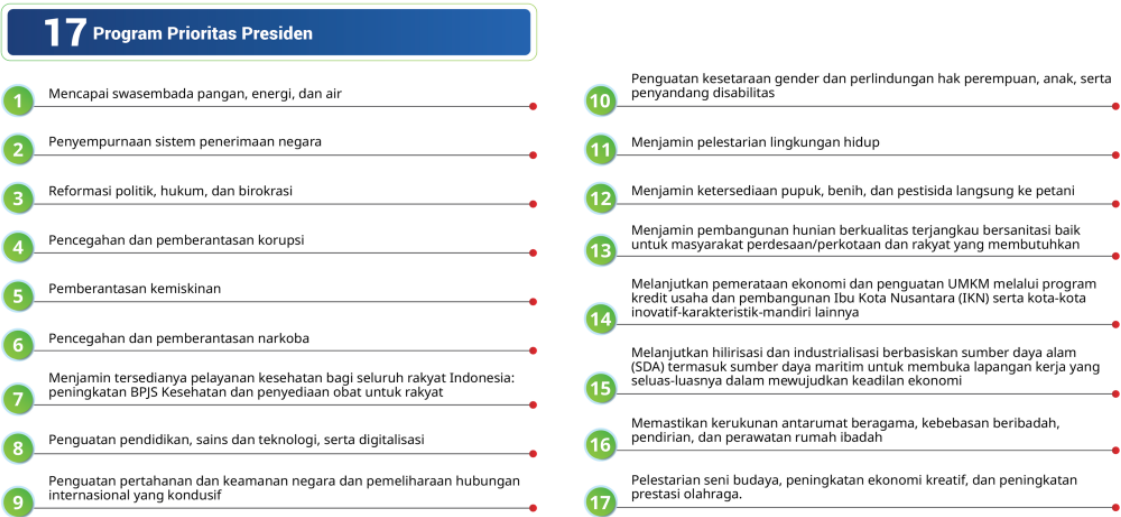 17 Program Prioritas Presiden
1 Mencapai swasembada pangan, energi, dan air
2 Penyempurnaan sistem penerimaan negara
3 Reformasi politik, hukum, dan birokrasi
4 Pencegahan dan pemberantasan korupsi
5 Pemberantasan kemiskinan
6 Pencegahan dan pemberantasan narkoba
7 Menjamin tersedianya pelayanan kesehatan bagi seluruh rakyat Indonesia:
peningkatan BPJS Kesehatan dan penyediaan obat untuk rakyat
8 Penguatan pendidikan, sains dan teknologi, serta digitalisasi
9 Penguatan pertahanan dan keamanan negara dan pemeliharaan hubungan
internasional yang kondusif
10 Penguatan kesetaraan gender dan perlindungan hak perempuan, anak, serta
penyandang disabilitas
11 Menjamin pelestarian lingkungan hidup
12 Menjamin ketersediaan pupuk, benih, dan pestisida langsung ke petani
13 Menjamin pembangunan hunian berkualitas terjangkau bersanitasi baik
untuk masyarakat perdesaan/perkotaan dan rakyat yang membutuhkan
14 Melanjutkan pemerataan ekonomi dan penguatan UMKM melalui program
kredit usaha dan pembangunan Ibu Kota Nusantara (IKN) serta kota-kota
inovatif-karakteristik-mandiri lainnya
15 Melanjutkan hilirisasi dan industrialisasi berbasiskan sumber daya alam
(SDA) termasuk sumber daya maritim untuk membuka lapangan kerja yang
seluas-luasnya dalam mewujudkan keadilan ekonomi
16 Memastikan kerukunan antarumat beragama, kebebasan beribadah,
pendirian, dan perawatan rumah ibadah
17 Pelestarian seni budaya, peningkatan ekonomi kreatif, dan peningkatan
prestasi olahraga.